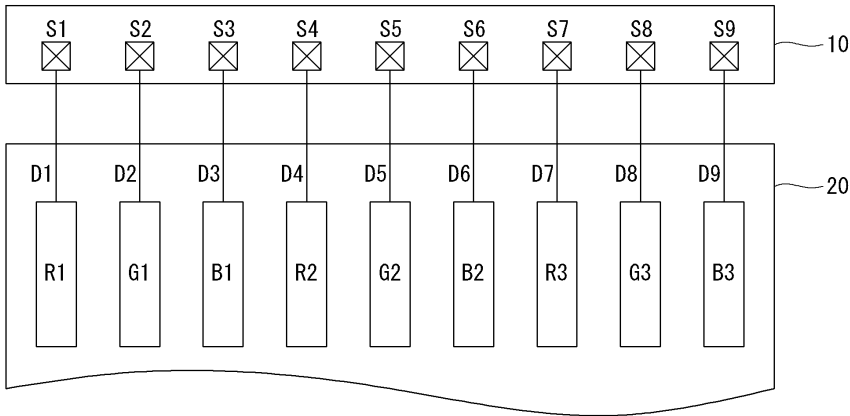 S1 S2 S3 S4 S5 S6 S7 S8 S9
10
D1 D2 D3 D4 D5 D6 D7 D8 D9
20
R1 G1 B1 R2 G2 B2 R3 G3 B3